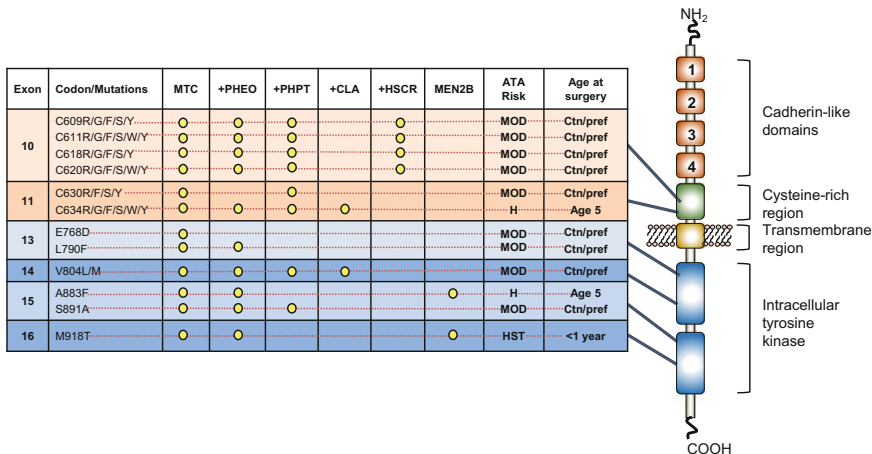 NH2
Exon Codon/Mutations MTC +PHEO +PHPT +CLA +HSCR MEN2B ATA Risk Age at surgery
10
C609R/G/F/S/Y MOD Ctn/pref
C611R/G/F/S/W/Y MOD Ctn/pref
C618R/G/F/S/Y MOD Ctn/pref
C620R/G/F/S/W/Y MOD Ctn/pref
11
C630R/F/S/Y MOD Ctn/pref
C634R/G/F/S/W/Y H Age 5
13
E768D MOD Ctn/pref
L790F MOD Ctn/pref
14 V804L/M MOD Ctn/pref
15
A883F H Age 5
S891A MOD Ctn/pref
16 M918T HST <1 year
1
2
3
4
Cadherin-like
domains
Cysteine-rich
region
Transmembrane
region
Intracellular
tyrosine
kinase
COOH